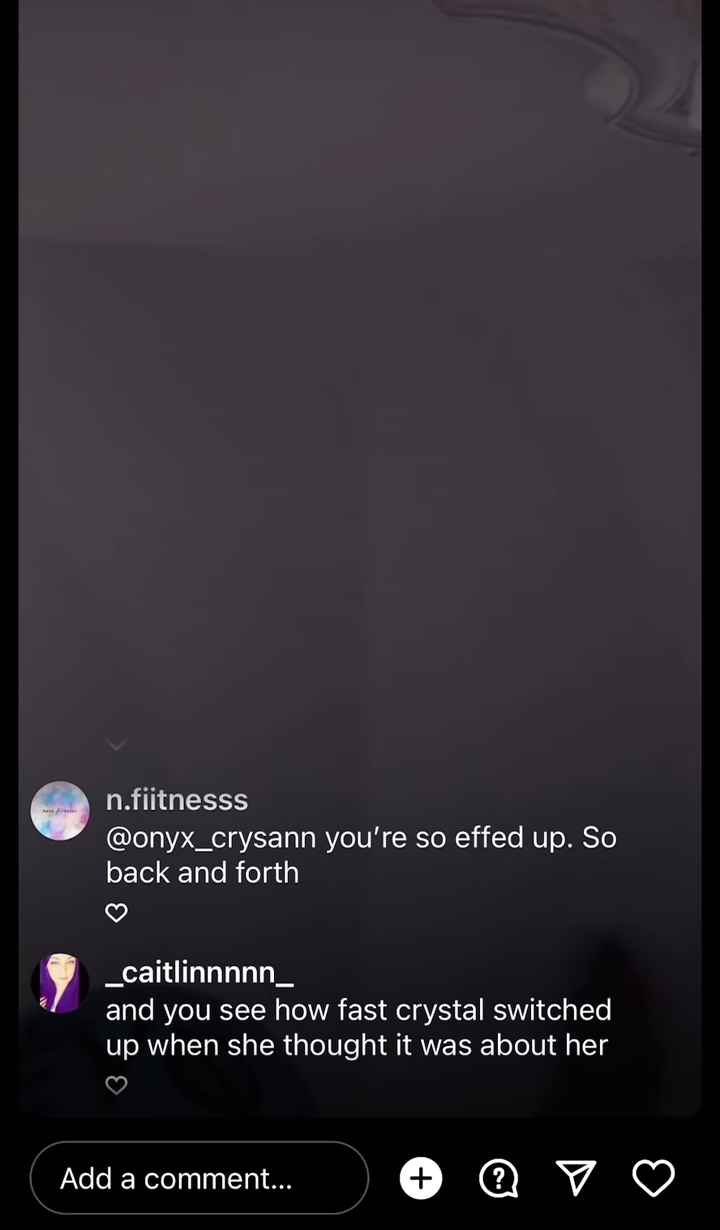 n.fiitnesss
@onyx_crysann you’re so effed up. So
back and forth
_caitlinnnnn_
and you see how fast crystal switched
up when she thought it was about her
Add a comment...